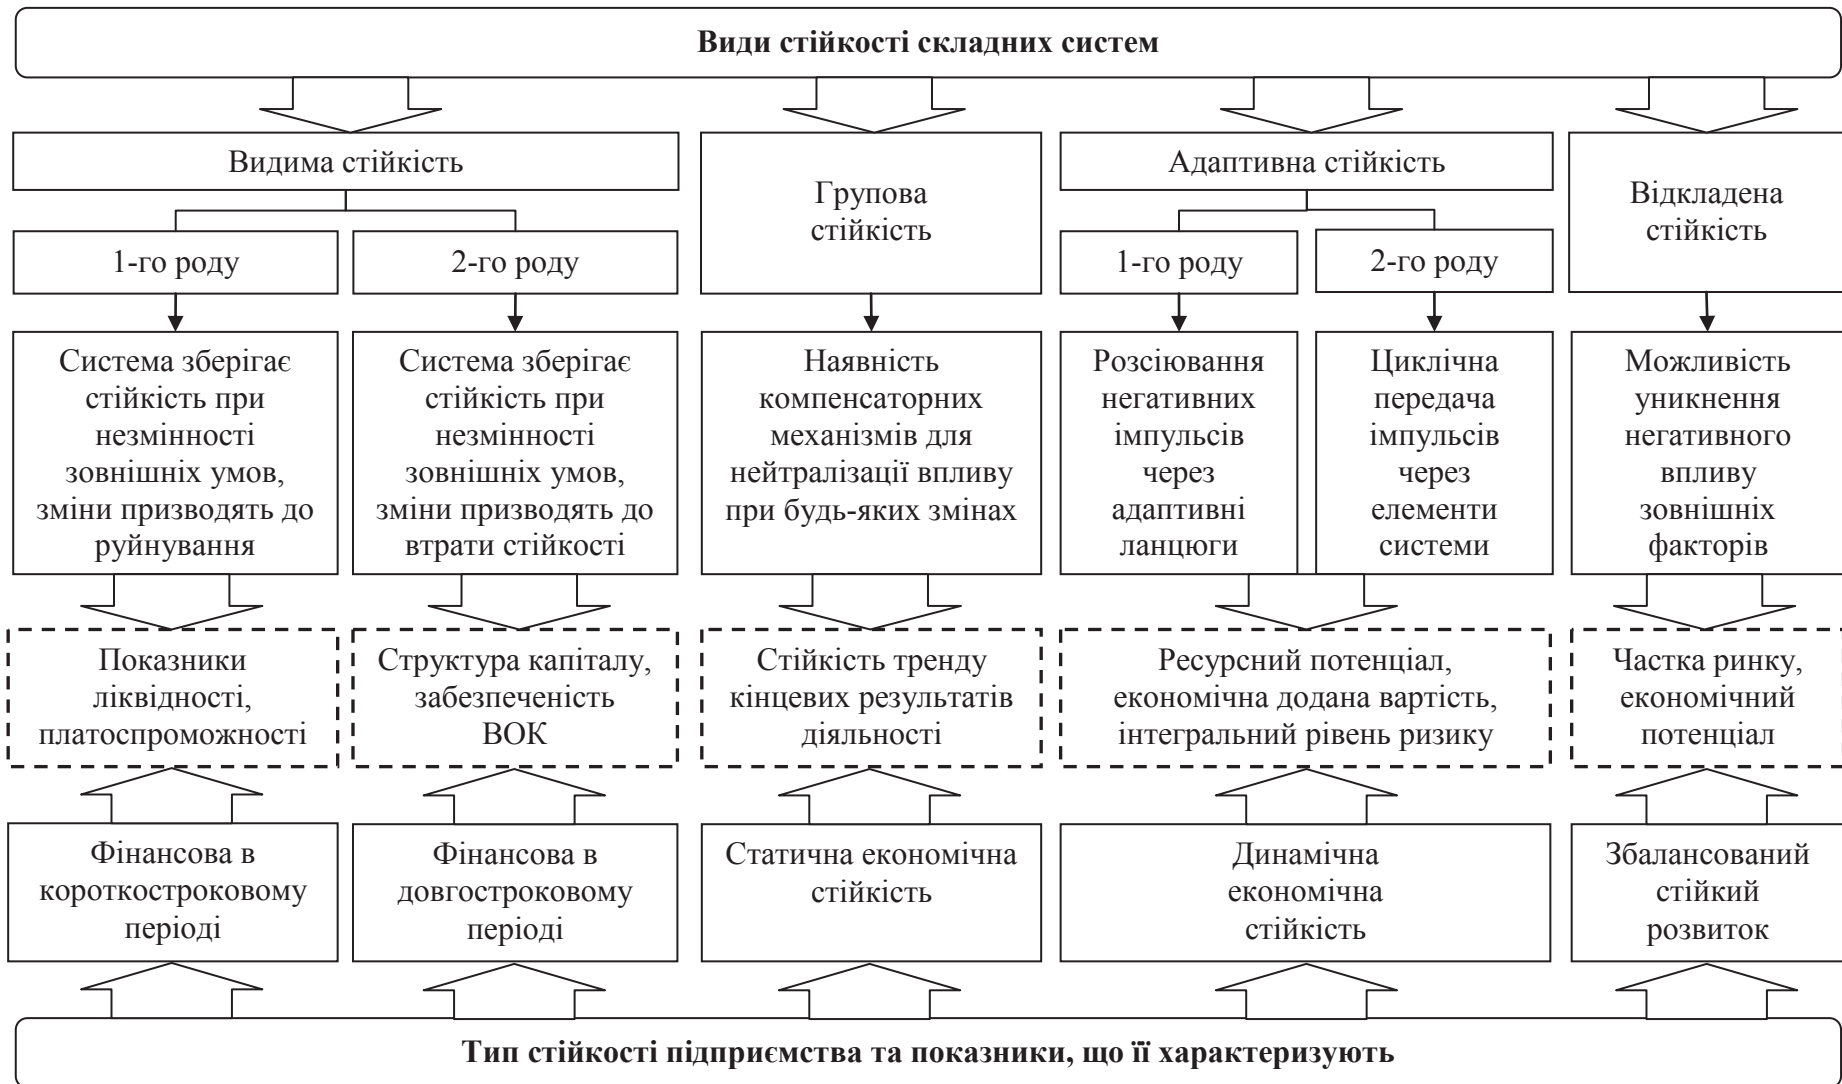 Види стійкості складних систем
Видима стійкість
1-го роду
2-го роду
Групова
стійкість
Адаптивна стійкість
1-го роду
2-го роду
Відкладена
стійкість
Система зберігає
стійкість при
незмінності
зовнішніх умов,
зміни призводять до
руйнування
Система зберігає
стійкість при
незмінності
зовнішніх умов,
зміни призводять до
втрати стійкості
Наявність
компенсаторних
механізмів для
нейтралізації впливу
при будь-яких змінах
Розсіювання
негативних
імпульсів
через
адаптивні
ланцюги
Циклічна
передача
імпульсів
через
елементи
системи
Можливість
уникнення
негативного
впливу
зовнішніх
факторів
Показники
ліквідності,
платоспроможності
Структура капіталу,
забезпеченість
ВОК
Стійкість тренду
кінцевих результатів
діяльності
Ресурсний потенціал,
економічна додана вартість,
інтегральний рівень ризику
Частка ринку,
економічний
потенціал
Фінансова в
короткостроковому
періоді
Фінансова в
довгостроковому
періоді
Статична економічна
стійкість
Динамічна
економічна
стійкість
Збалансований
стійкий
розвиток
Тип стійкості підприємства та показники, що її характеризують